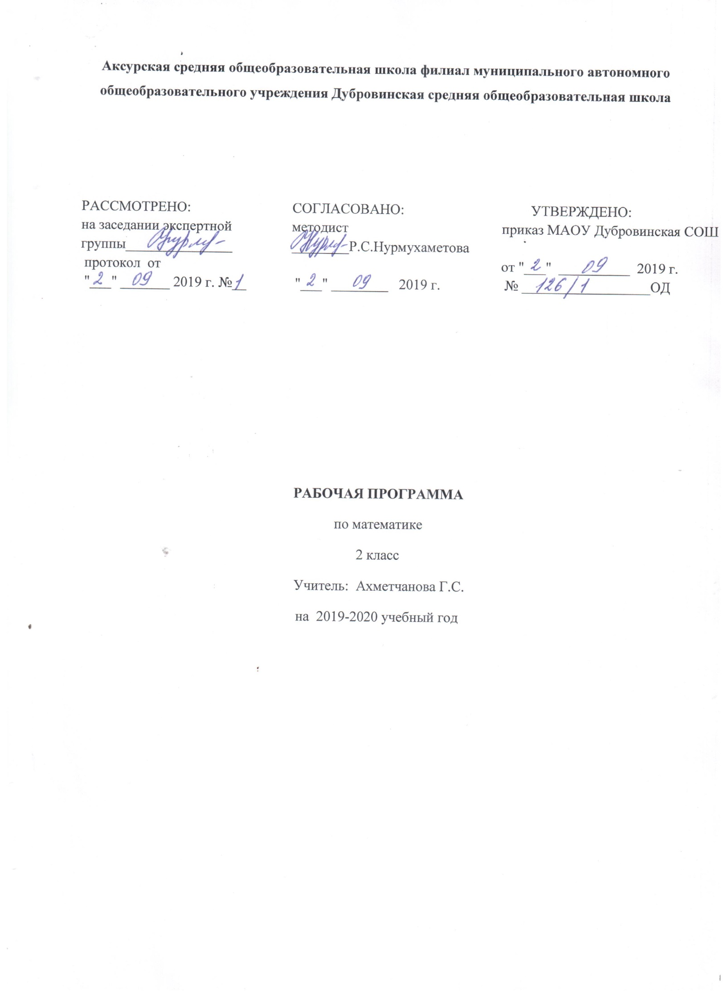 Аксурская средняя общеобразовательная школа филиал муниципального автономного
общеобразовательного учреждения Дубровинская средняя общеобразовательная школа
РАССМОТРЕНО:
на заседании экспертной
группы_______________
протокол от
"2" 09 2019 г. №1
СОГЛАСОВАНО:
методист
________Р.С.Нурмухаметова
"2" 09 2019 г.
УТВЕРЖДЕНО:
приказ МАОУ Дубровинская СОШ
от "2" 09 2019 г.
№ 126/1 ОД
РАБОЧАЯ ПРОГРАММА
по математике
2 класс
Учитель: Ахметчанова Г.С.
на 2019-2020 учебный год